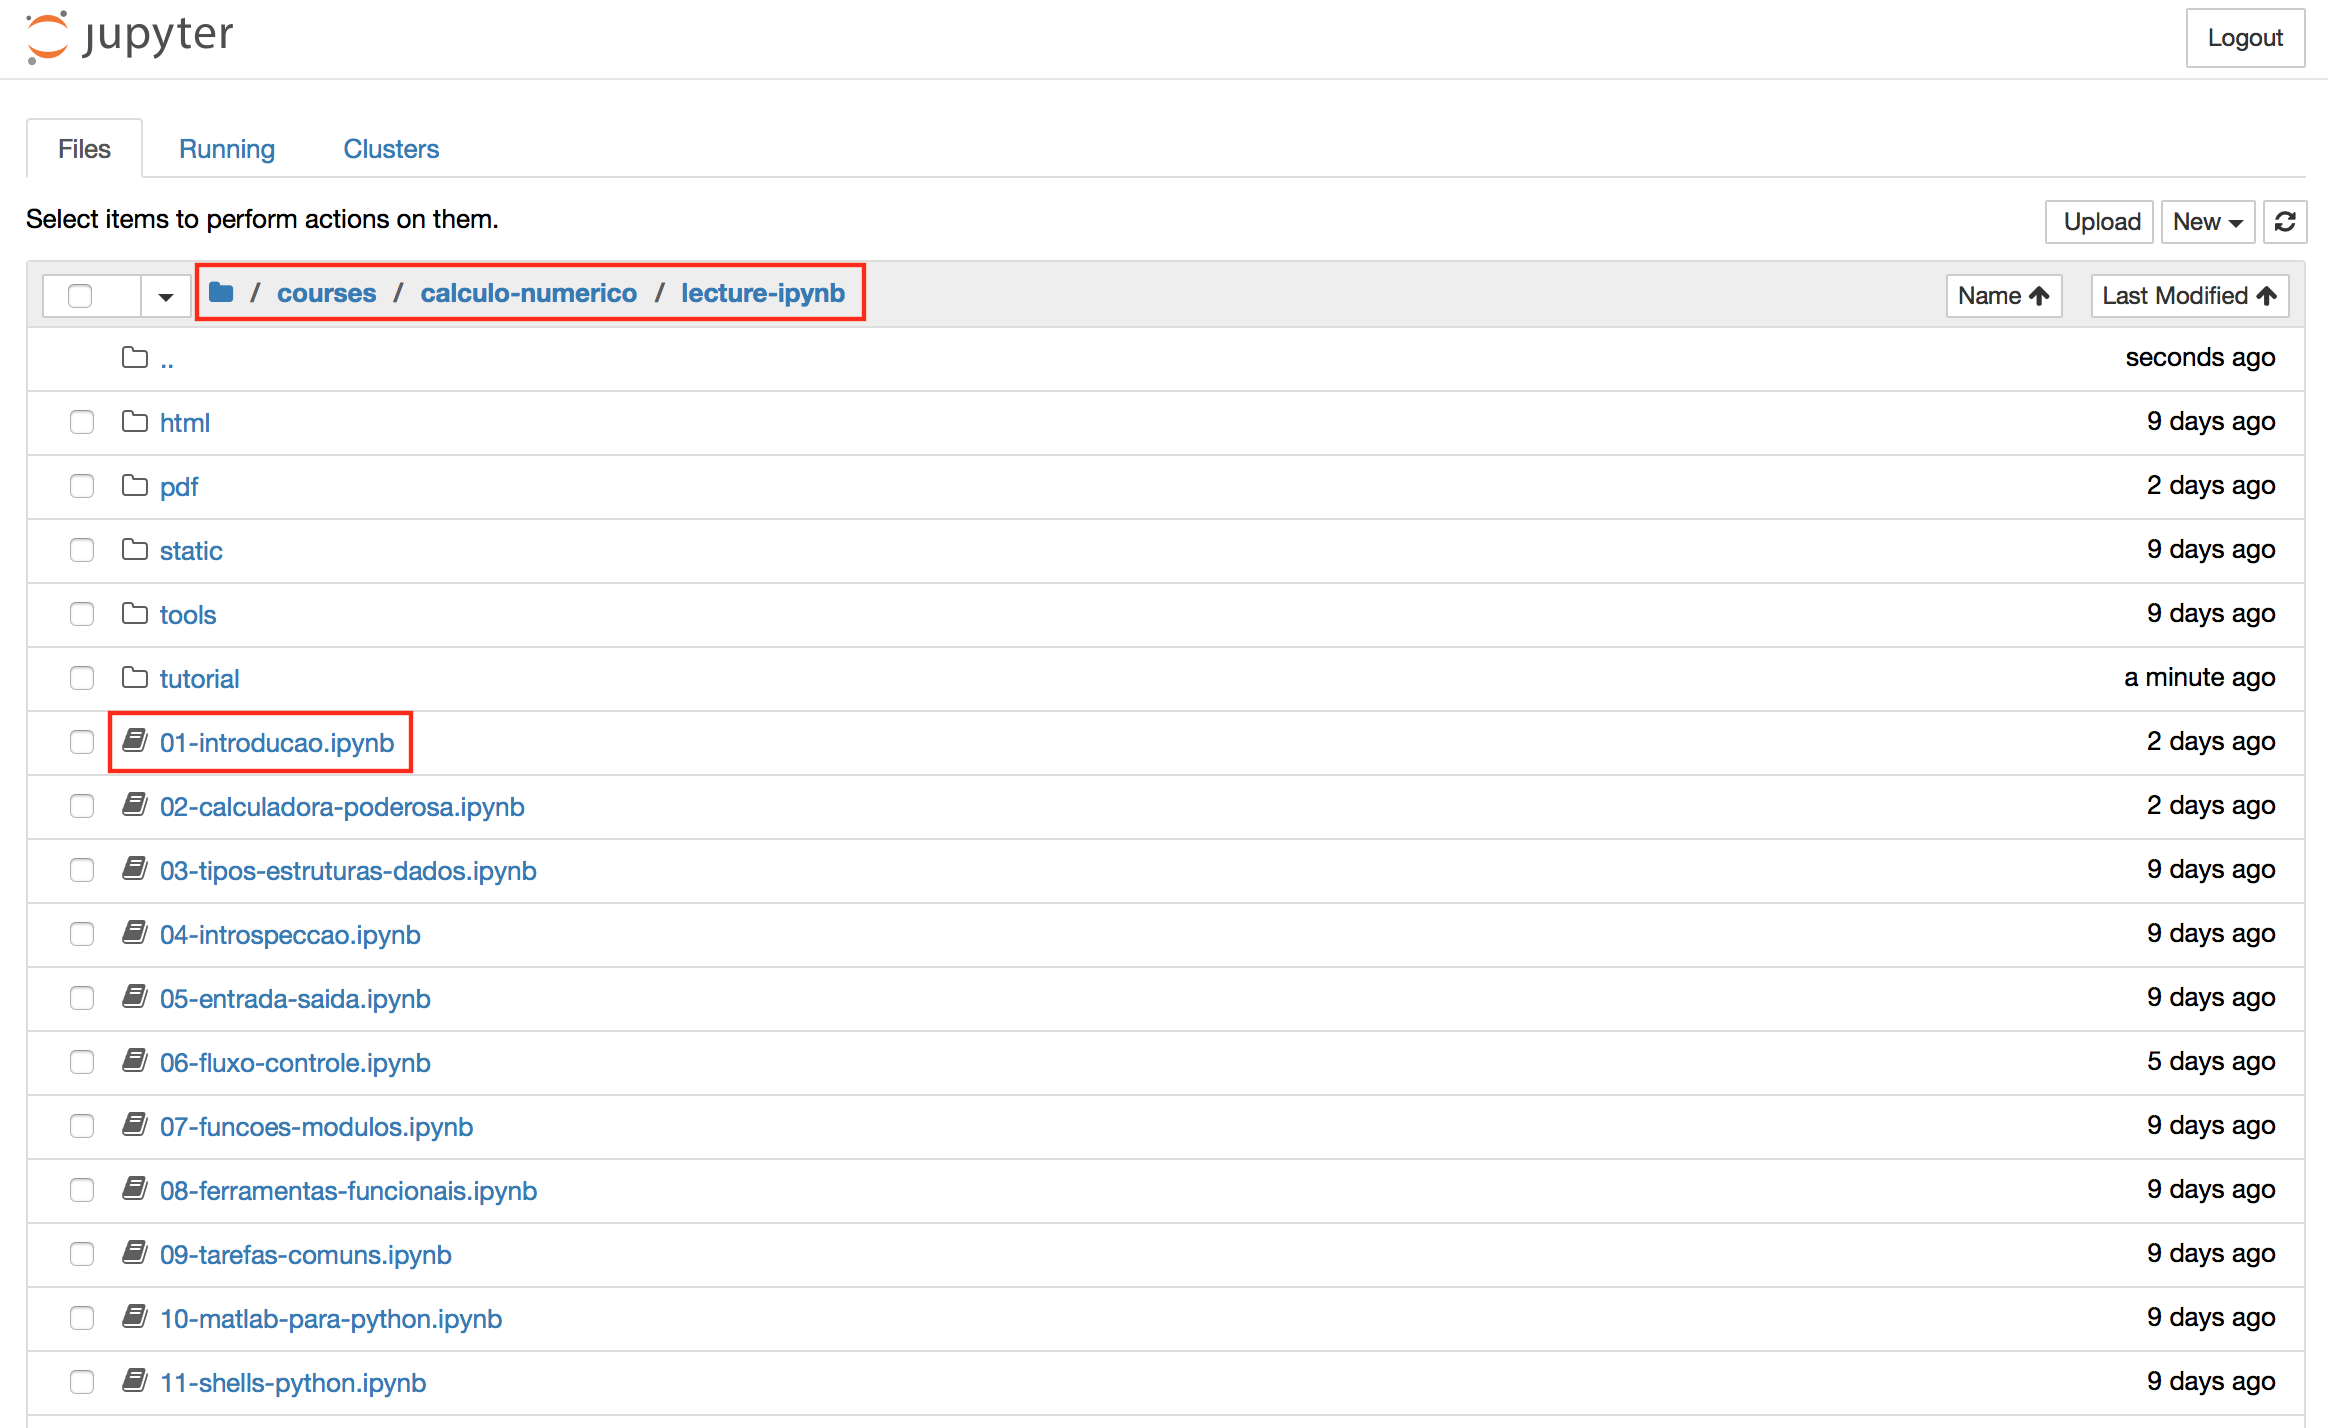 jupyter Logout
Files Running Clusters
Select items to perform actions on them. Upload New
/ courses / calculo-numerico / lecture-ipynb Name Last Modified
.. seconds ago
html 9 days ago
pdf 2 days ago
static 9 days ago
tools 9 days ago
tutorial a minute ago
01-introducao.ipynb 2 days ago
02-calculadora-poderosa.ipynb 2 days ago
03-tipos-estruturas-dados.ipynb 9 days ago
04-introspeccao.ipynb 9 days ago
05-entrada-saida.ipynb 9 days ago
06-fluxo-controle.ipynb 5 days ago
07-funcoes-modulos.ipynb 9 days ago
08-ferramentas-funcionais.ipynb 9 days ago
09-tarefas-comuns.ipynb 9 days ago
10-matlab-para-python.ipynb 9 days ago
11-shells-python.ipynb 9 days ago